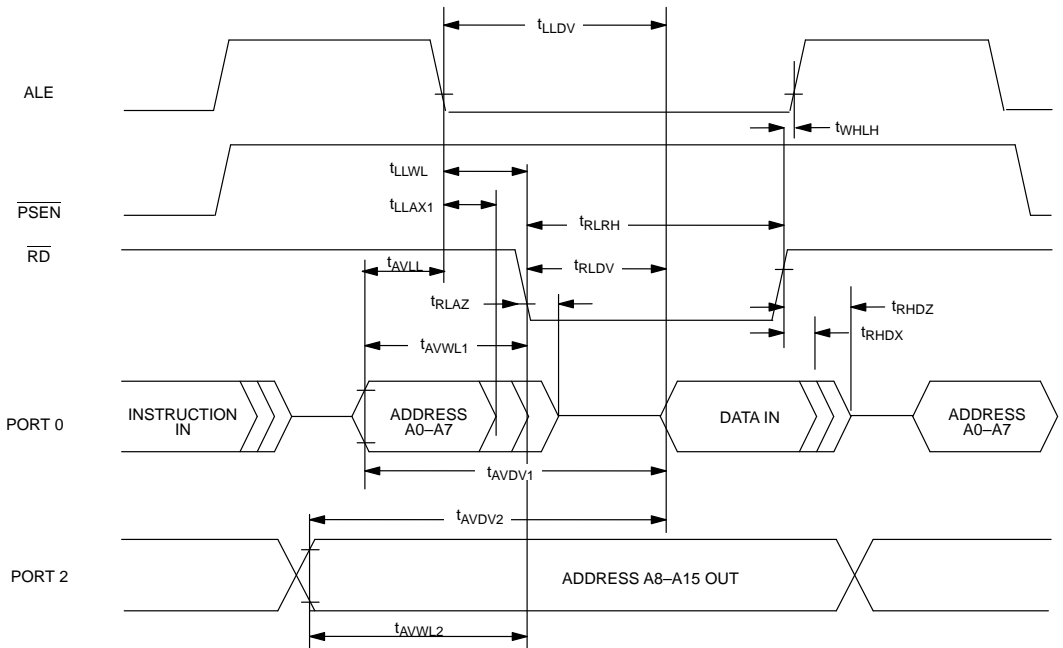 tLLDV
ALE
tWHLH
tLLWL
tLLAX1
PSEN
tRLRH
RD
tAVLL
tRLDV
tRLAZ
tRHDZ
tRHDX
tAVWL1
PORT 0
INSTRUCTION
IN
ADDRESS
A0–A7
DATA IN
ADDRESS
A0–A7
tAVDV1
tAVDV2
PORT 2
ADDRESS A8–A15 OUT
tAVWL2